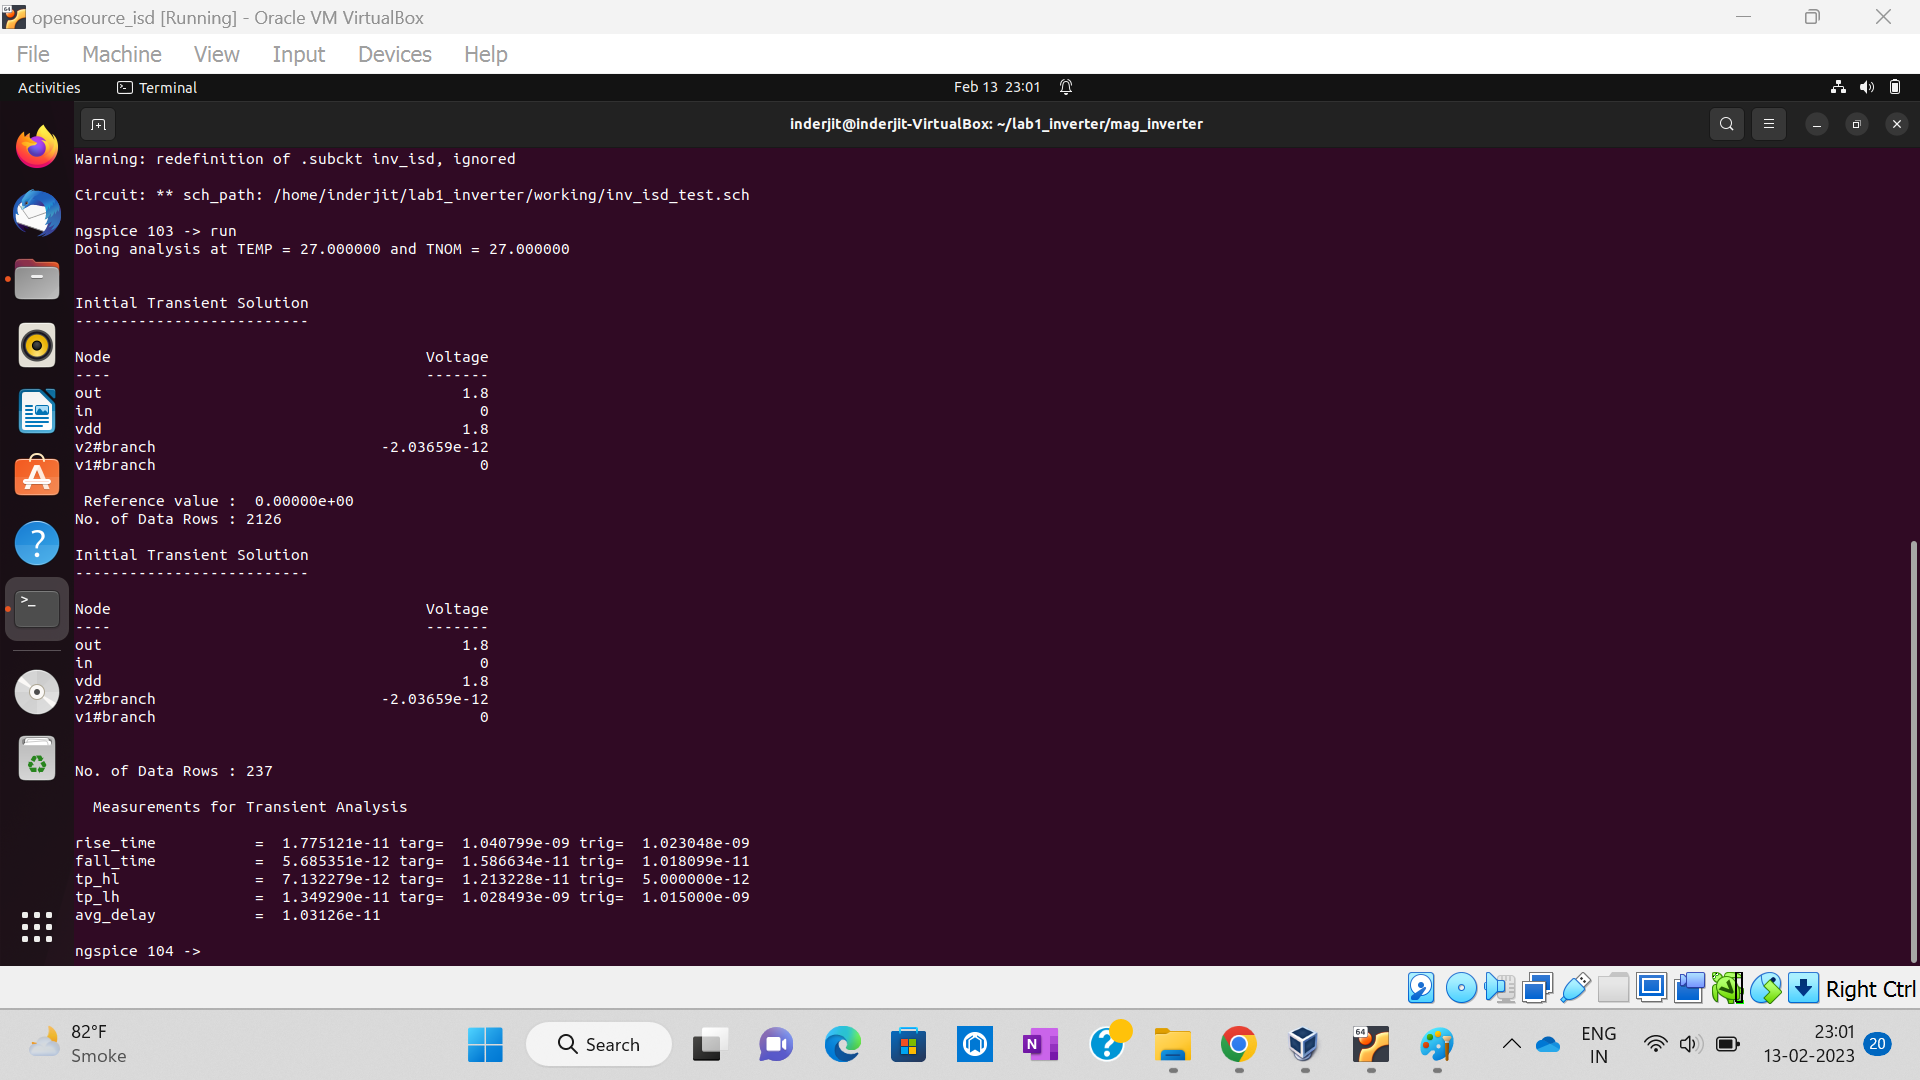 opensource_isd [Running] - Oracle VM VirtualBox
File Machine View Input Devices Help
Activities Terminal Feb 13 23:01
inderjit@inderjit-VirtualBox: ~/lab1_inverter/mag_inverter
Warning: redefinition of .subckt inv_isd, ignored
Circuit: ** sch_path: /home/inderjit/lab1_inverter/working/inv_isd_test.sch
ngspice 103 -> run
Doing analysis at TEMP = 27.000000 and TNOM = 27.000000
Initial Transient Solution
--------------------------
Node Voltage
---- -------
out 1.8
in 0
vdd 1.8
v2#branch -2.03659e-12
v1#branch 0
Reference value : 0.00000e+00
No. of Data Rows : 2126
Initial Transient Solution
--------------------------
Node Voltage
---- -------
out 1.8
in 0
vdd 1.8
v2#branch -2.03659e-12
v1#branch 0
No. of Data Rows : 237
Measurements for Transient Analysis
rise_time = 1.775121e-11 targ= 1.040799e-09 trig= 1.023048e-09
fall_time = 5.685351e-12 targ= 1.586634e-11 trig= 1.018099e-11
tp_hl = 7.132279e-12 targ= 1.213228e-11 trig= 5.000000e-12
tp_lh = 1.349290e-11 targ= 1.028493e-09 trig= 1.015000e-09
avg_delay = 1.03126e-11
ngspice 104 ->
Right Ctrl
82°F
Smoke
Search
ENG
IN
23:01
13-02-2023
20